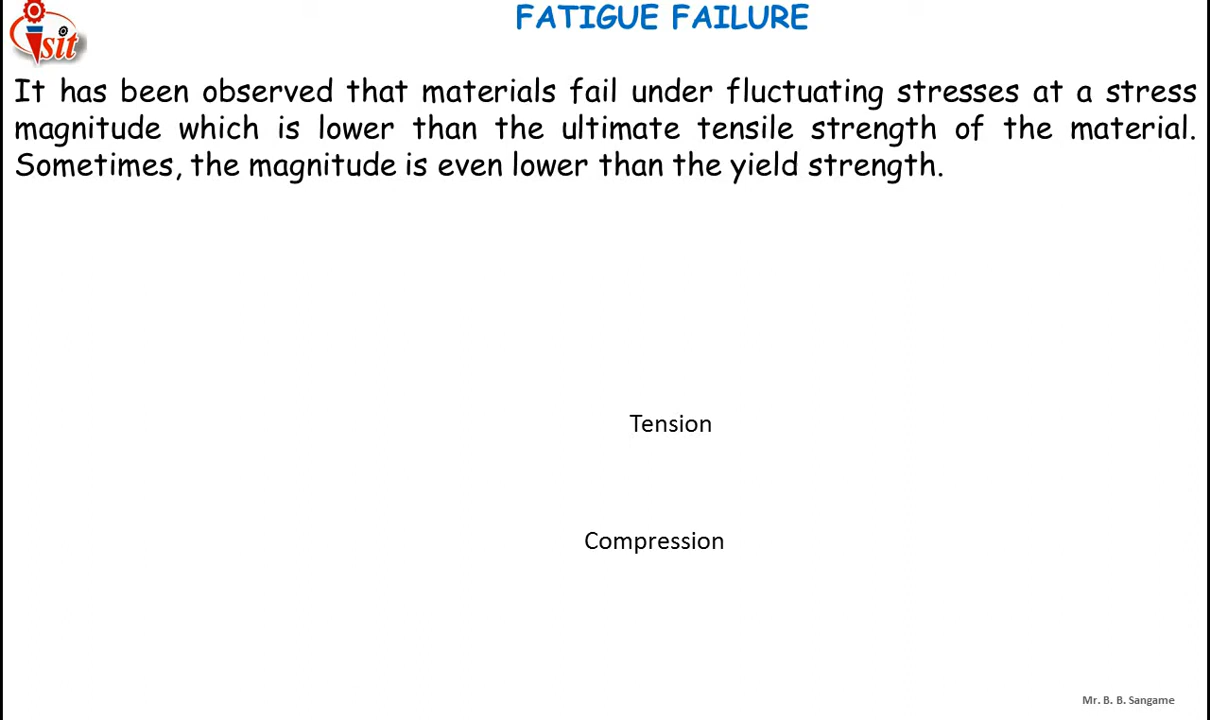 FATIGUE FAILURE
sit
It has been observed that materials fail under fluctuating stresses at a stress
magnitude which is lower than the ultimate tensile strength of the material.
Sometimes, the magnitude is even lower than the yield strength.
Tension
Compression
Mr. B. B. Sangame